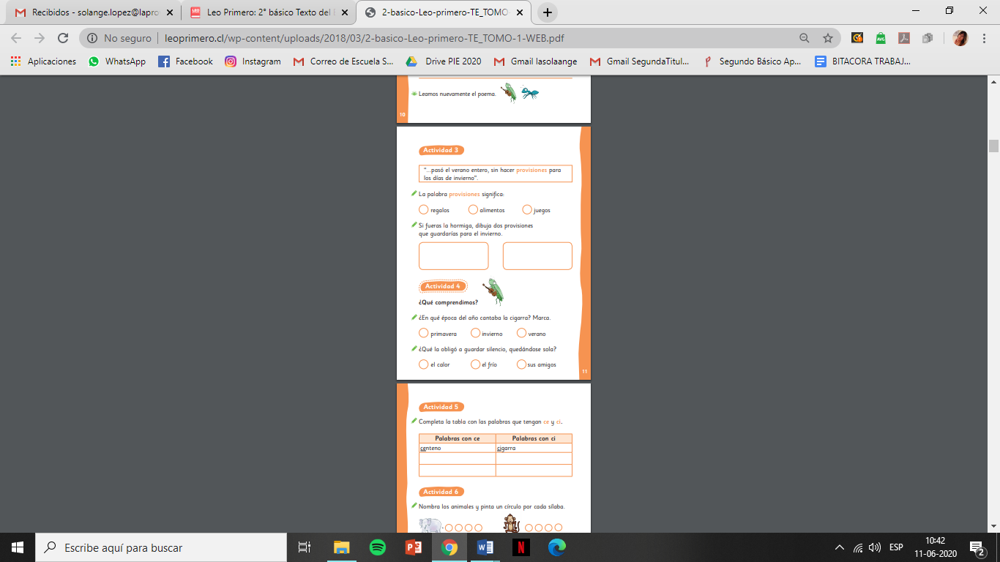 Recibidos - solange.lopez@lapro
Leo Primero: 2° básico Texto del
2-basico-Leo-primero-TE_TOMO
No seguro
leoprimero.cl/wp-content/uploads/2018/03/2-basico-Leo-primero-TE_TOMO-1-WEB.pdf
Aplicaciones
WhatsApp
Facebook
Instagram
Correo de Escuela S...
Drive PIE 2020
Gmail lasolaange
Gmail SegundaTitul...
Segundo Básico Ap...
BITACORA TRABAJ...
Leamos nuevamente el poema.
10
Actividad 3
"...pasó el verano entero, sin hacer provisiones para
los días de invierno".
La palabra provisiones significa:
regalos alimentos juegos
Si fueras la hormiga, dibuja dos provisiones
que guardarías para el invierno.
Actividad 4
¿Qué comprendimos?
¿En qué época del año cantaba la cigarra? Marca.
primavera invierno verano
¿Qué la obligó a guardar silencio, quedándose sola?
el calor el frío sus amigos
11
Actividad 5
Completa la tabla con las palabras que tengan ce y ci.
Palabras con ce Palabras con ci
centeno cigarra
Actividad 6
Nombra los animales y pinta un círculo por cada sílaba.
Escribe aquí para buscar
ESP
10:42
11-06-2020
2